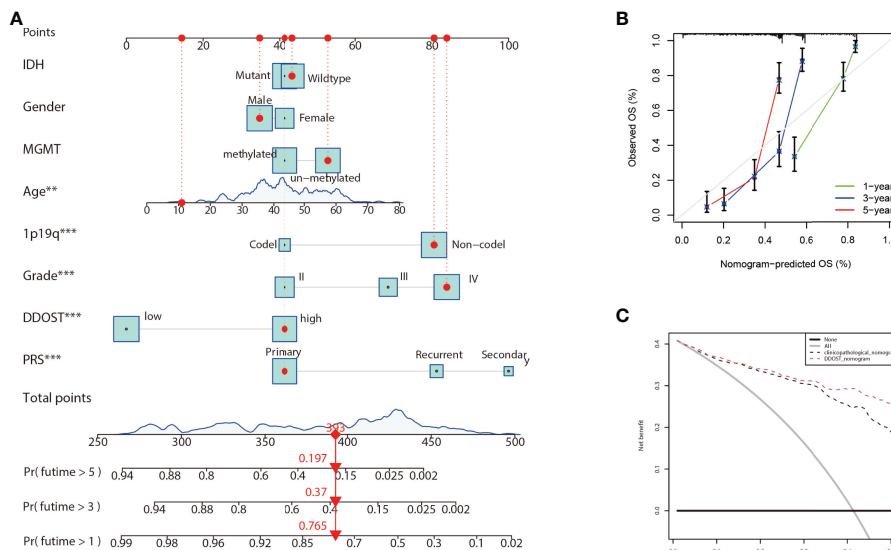 A
Points
0 20 40 60 80 100
IDH
Mutant
Wildtype
Gender
Male
Female
MGMT
methylated
un-methylated
Age**
0 5 10 20 30 40 50 60 70 80
1p19q***
Codel
Non-codel
Grade***
II
III
IV
DDOST***
low
high
PRS***
Primary
Recurrent
Secondary
Total points
393
250 300 350 400 450 500
0.197
Pr( futime > 5 )
0.94 0.88 0.8 0.6 0.4 0.15 0.025 0.002
0.37
Pr( futime > 3 )
0.94 0.88 0.8 0.6 0.4 0.15 0.025 0.002
0.765
Pr( futime > 1 )
0.99 0.98 0.96 0.92 0.85 0.7 0.5 0.3 0.1 0.02
B
Observed OS (%)
1.0
0.8
0.6
0.4
0.2
0.0
1-year
3-year
5-year
0.0 0.2 0.4 0.6 0.8
Nomogram-predicted OS (%)
C
Net benefit
0.4
0.3
0.2
0.1
0.0
None
All
clinicopathological_nomogram
DDOST_nomogram